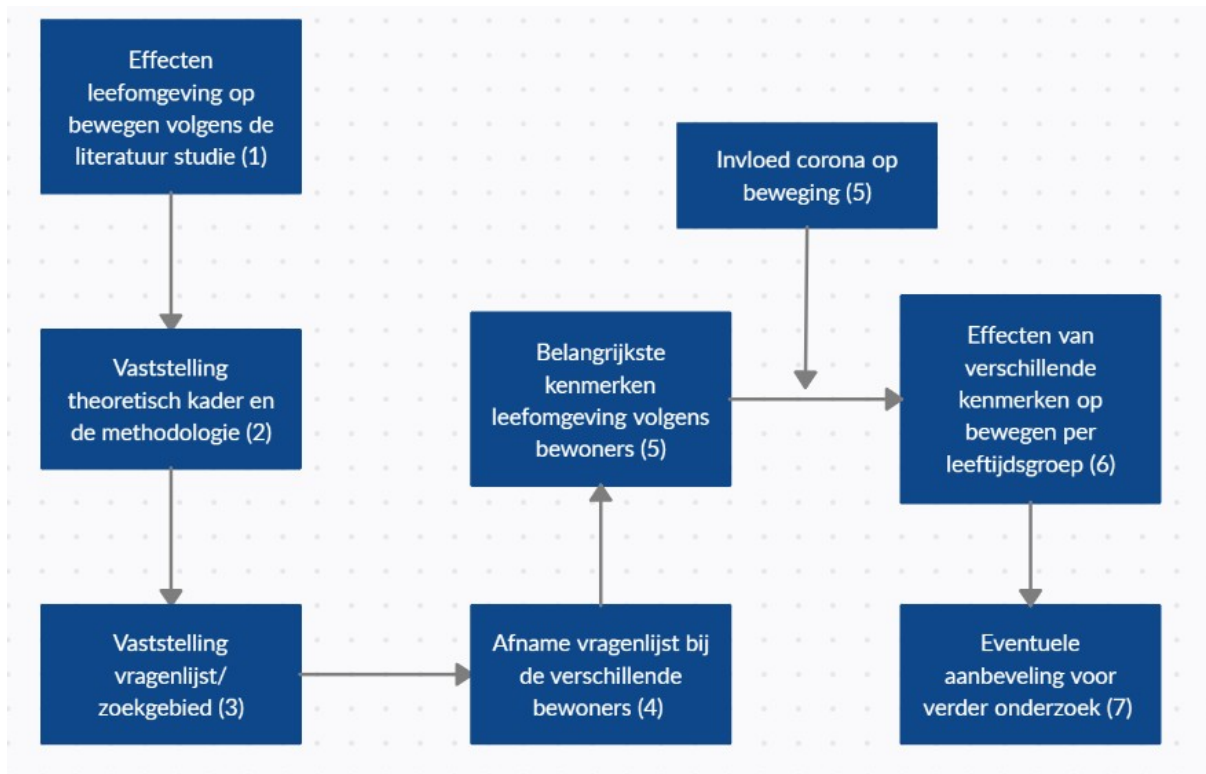 Effecten
leefomgeving op
bewegen volgens de
literatuur studie (1)
Vaststelling
theoretisch kader en
de methodologie (2)
Vaststelling
vragenlijst/
zoekgebied (3)
Afname vragenlijst bij
de verschillende
bewoners (4)
Belangrijkste
kenmerken
leefomgeving volgens
bewoners (5)
Invloed corona op
beweging (5)
Effecten van
verschillende
kenmerken op
bewegen per
leeftijdsgroep (6)
Eventuele
aanbeveling voor
verder onderzoek (7)